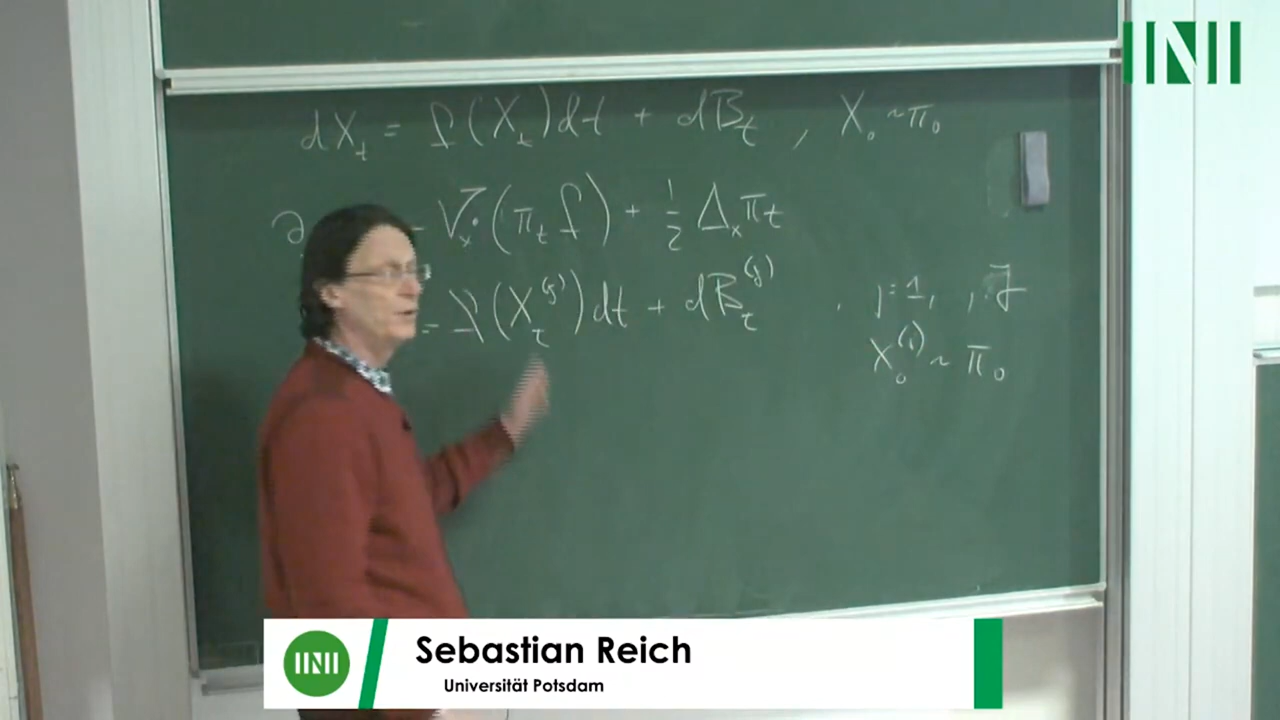 dX_t = f(X_t)dt + dB_t , X_0 ~ π_0
∂ - ∇_x·(π_t f) + 1/2 Δ_x π_t
= f(X_t^(j))dt + dB_t^(j) , j=1, , J
X_0^(i) ~ π_0
Sebastian Reich
Universität Potsdam